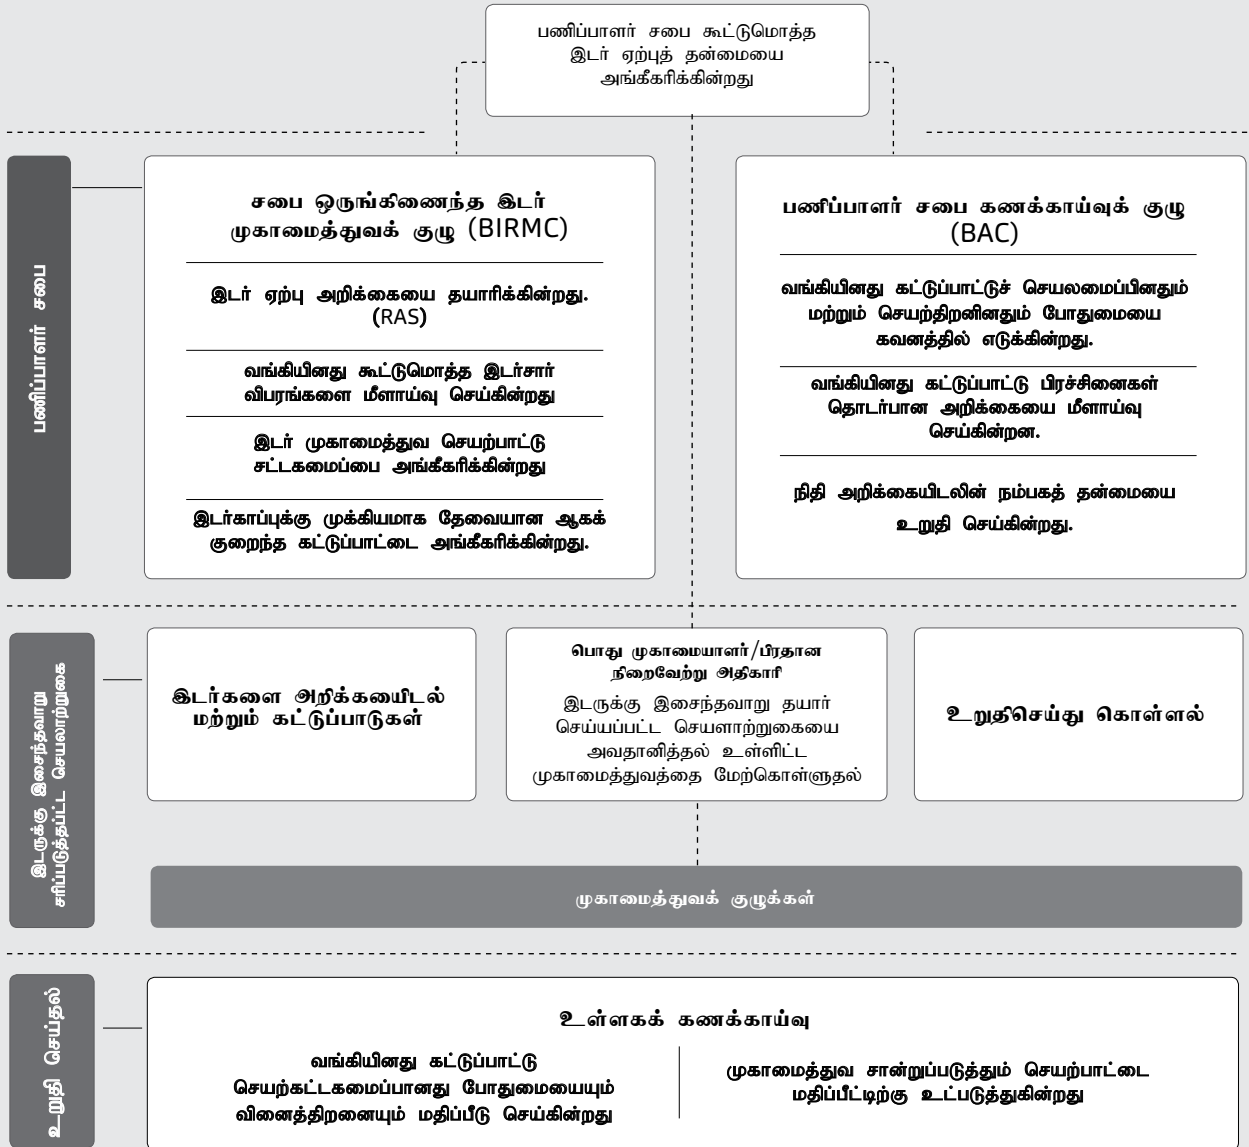 பணிப்பாளர் சபை கூட்டுமொத்த
இடர் ஏற்புத் தன்மையை
அங்கீகரிக்கின்றது
பணிப்பாளர் சபை
சபை ஒருங்கிணைந்த இடர்
முகாமைத்துவக் குழு (BIRMC)
இடர் ஏற்பு அறிக்கையை தயாரிக்கின்றது.
(RAS)
வங்கியினது கூட்டுமொத்த இடர்சார்
விபரங்களை மீளாய்வு செய்கின்றது
இடர் முகாமைத்துவ செயற்பாட்டு
சட்டகமைப்பை அங்கீகரிக்கின்றது
இடர்காப்புக்கு முக்கியமாக தேவையான ஆகக்
குறைந்த கட்டுப்பாட்டை அங்கீகரிக்கின்றது.
பணிப்பாளர் சபை கணக்காய்வுக் குழு
(BAC)
வங்கியினது கட்டுப்பாட்டுச் செயலமைப்பினதும்
மற்றும் செயற்திறனினதும் போதுமையை
கவனத்தில் எடுக்கின்றது.
வங்கியினது கட்டுப்பாட்டு பிரச்சினைகள்
தொடர்பான அறிக்கையை மீளாய்வு
செய்கின்றன.
நிதி அறிக்கையிடலின் நம்பகத் தன்மையை
உறுதி செய்கின்றது.
இடருக்கு இசைந்தவாறு
சரிப்படுத்தப்பட்ட செயலாற்றுகை
இடர்களை அறிக்கயிைடல்
மற்றும் கட்டுப்பாடுகள்
பொது முகாமையாளர்/பிரதான
நிறைவேற்று அதிகாரி
இடருக்கு இசைந்தவாறு தயார்
செய்யப்பட்ட செயளாற்றுகையை
அவதானித்தல் உள்ளிட்ட
முகாமைத்துவத்தை மேற்கொள்ளுதல்
உறுதிசெய்து கொள்ளல்
முகாமைத்துவக் குழுக்கள்
உறுதி செய்தல்
உள்ளகக் கணக்காய்வு
வங்கியினது கட்டுப்பாட்டு
செயற்கட்டகமைப்பானது போதுமையையும்
வினைத்திறனையும் மதிப்பீடு செய்கின்றது
முகாமைத்துவ சான்றுப்படுத்தும் செயற்பாட்டை
மதிப்பீட்டிற்கு உட்படுத்துகின்றது